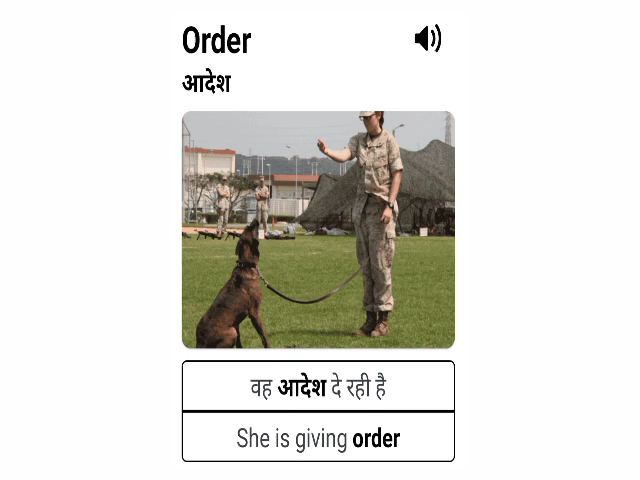 Order
आदेश
वह आदेश दे रही है
She is giving order